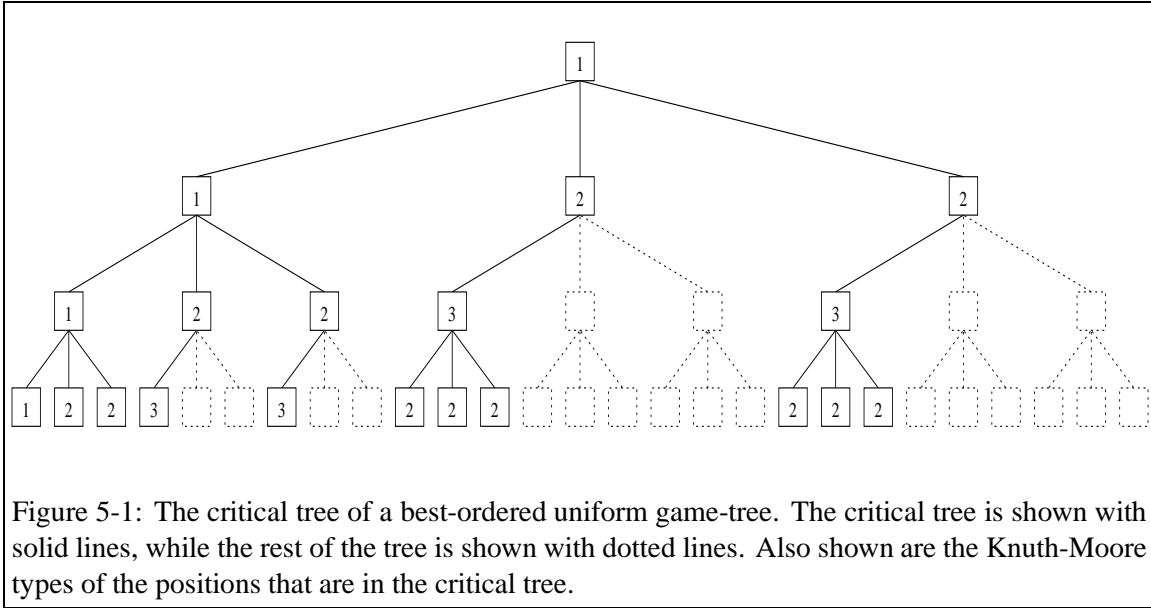 1
1 2 2
1 2 2 3 3
1 2 2 3 3 2 2 2 2 2 2
Figure 5-1: The critical tree of a best-ordered uniform game-tree. The critical tree is shown with
solid lines, while the rest of the tree is shown with dotted lines. Also shown are the Knuth-Moore
types of the positions that are in the critical tree.